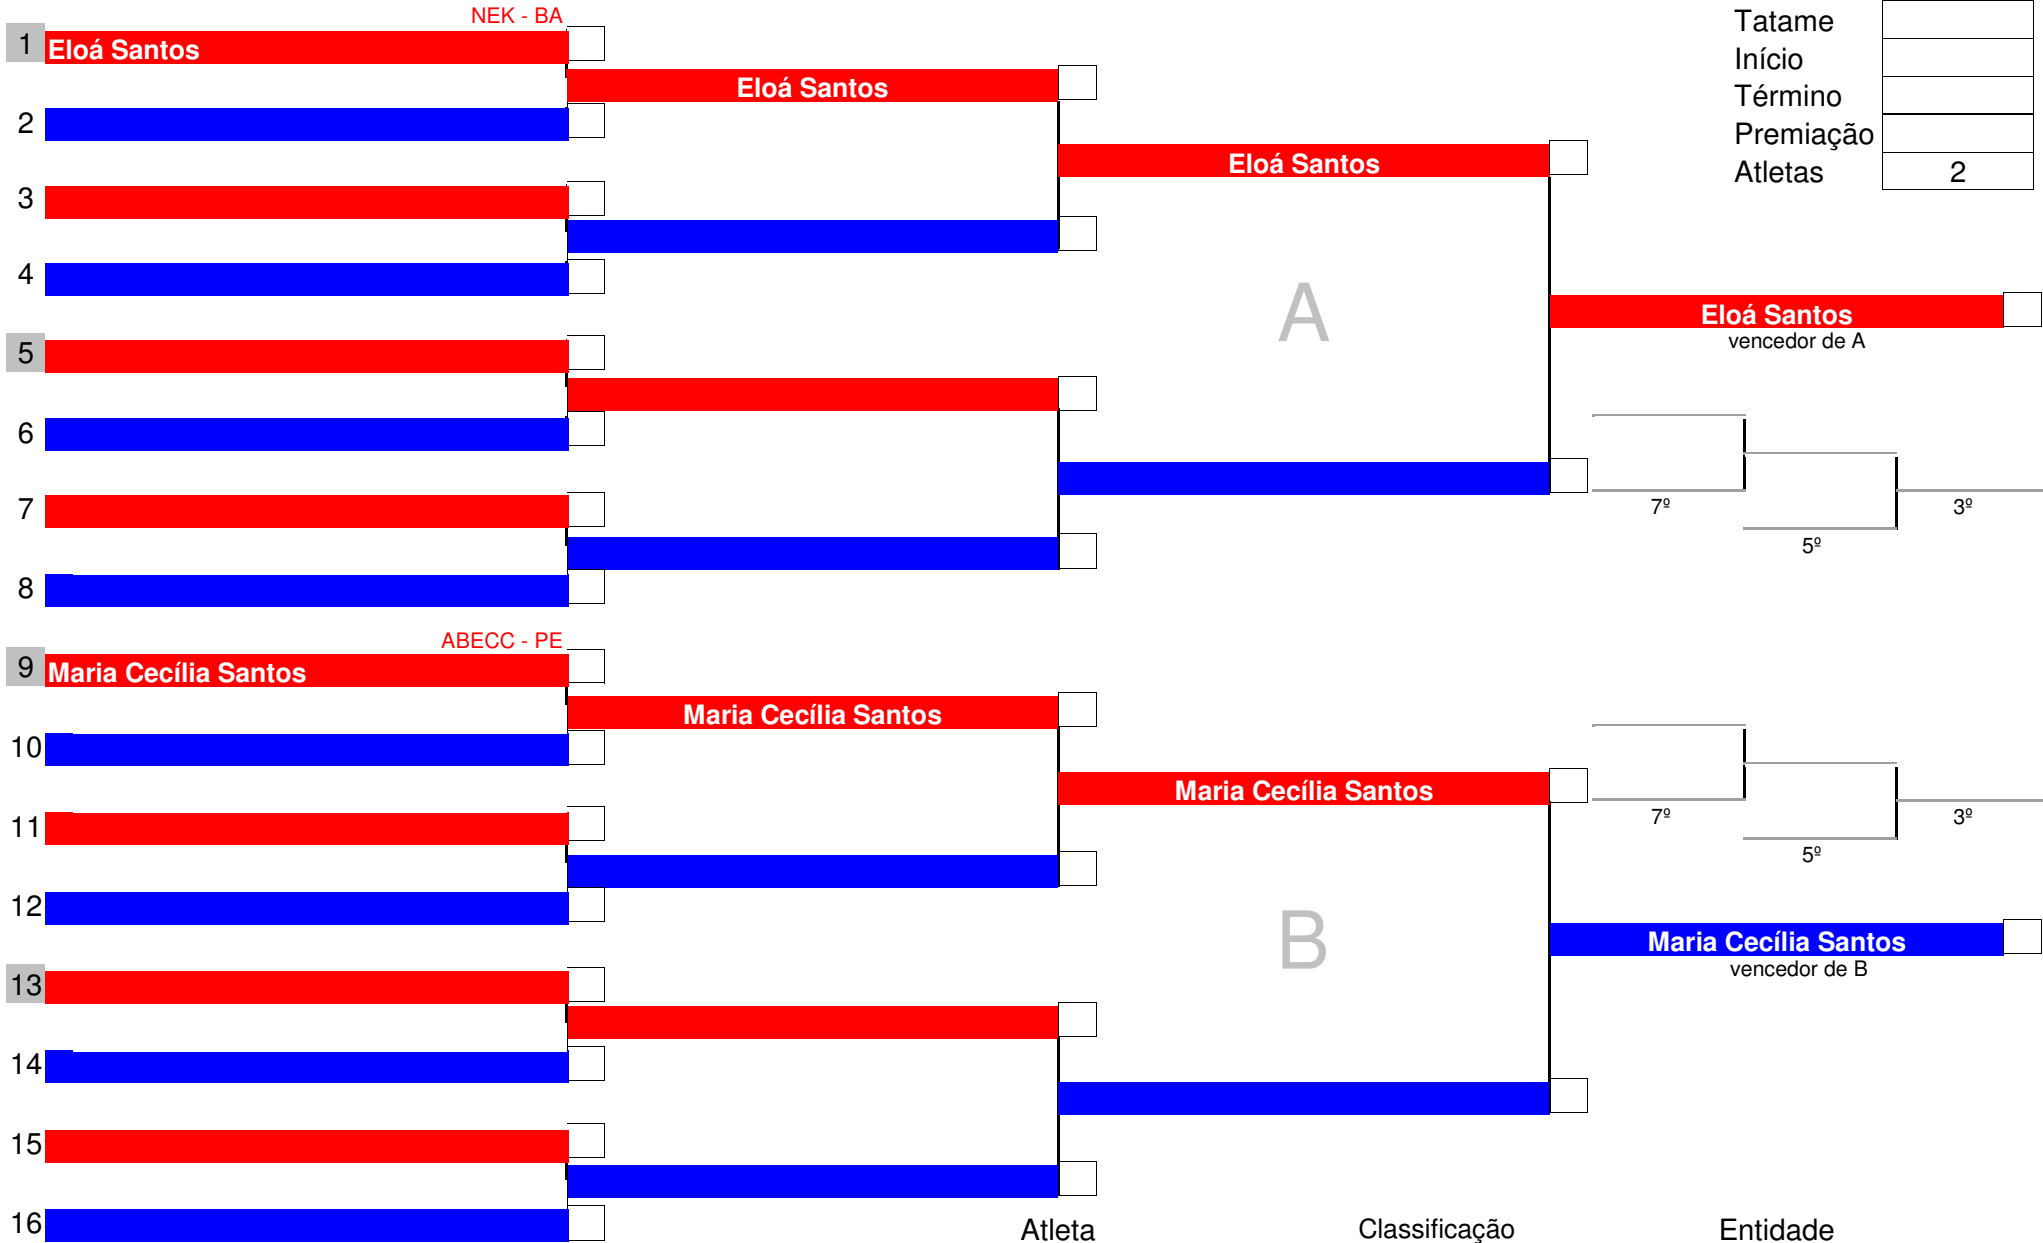 NEK - BA
1 Eloá Santos
Eloá Santos
2
Eloá Santos
3
4
A
Eloá Santos
vencedor de A
5
6
7
8
7º
5º
3º
Tatame
Início
Término
Premiação
Atletas 2
ABECC - PE
9 Maria Cecília Santos
Maria Cecília Santos
10
Maria Cecília Santos
11
12
B
7º
5º
3º
Maria Cecília Santos
vencedor de B
13
14
15
16
Atleta Classificação Entidade